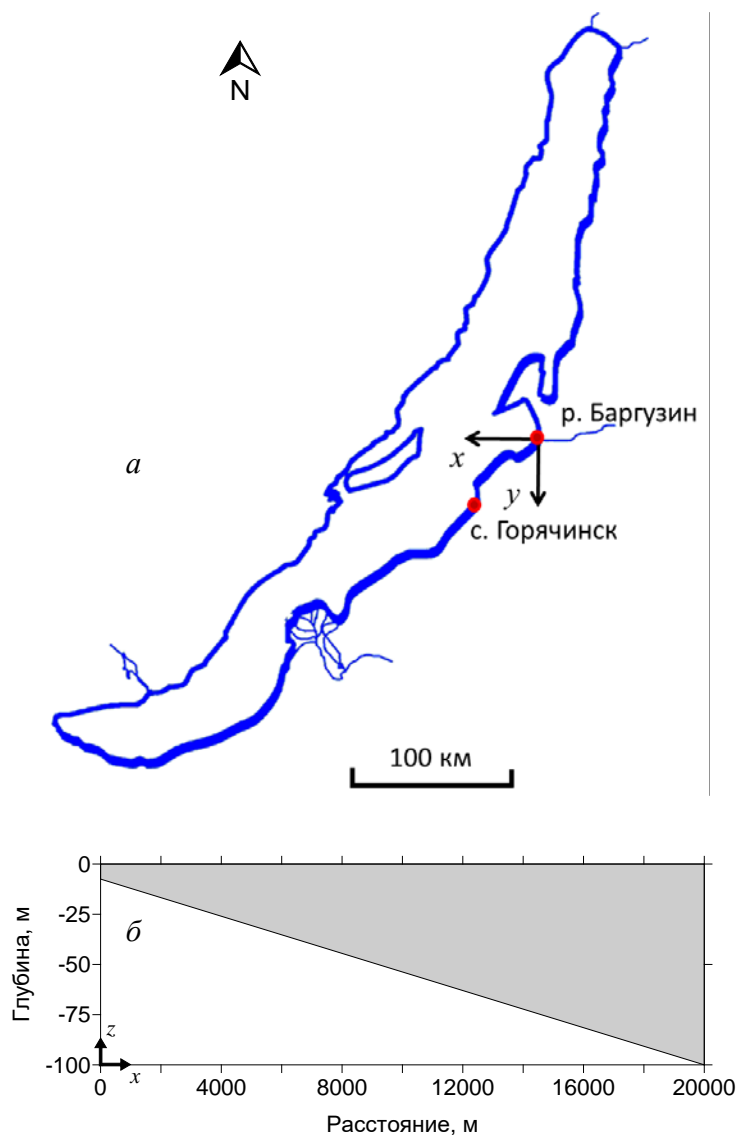 N
р. Баргузин
x
а
y
с. Горячинск
100 км
0
-25
б
-50
-75
z
-100
x
0 4000 8000 12000 16000 20000
Глубина, м
Расстояние, м